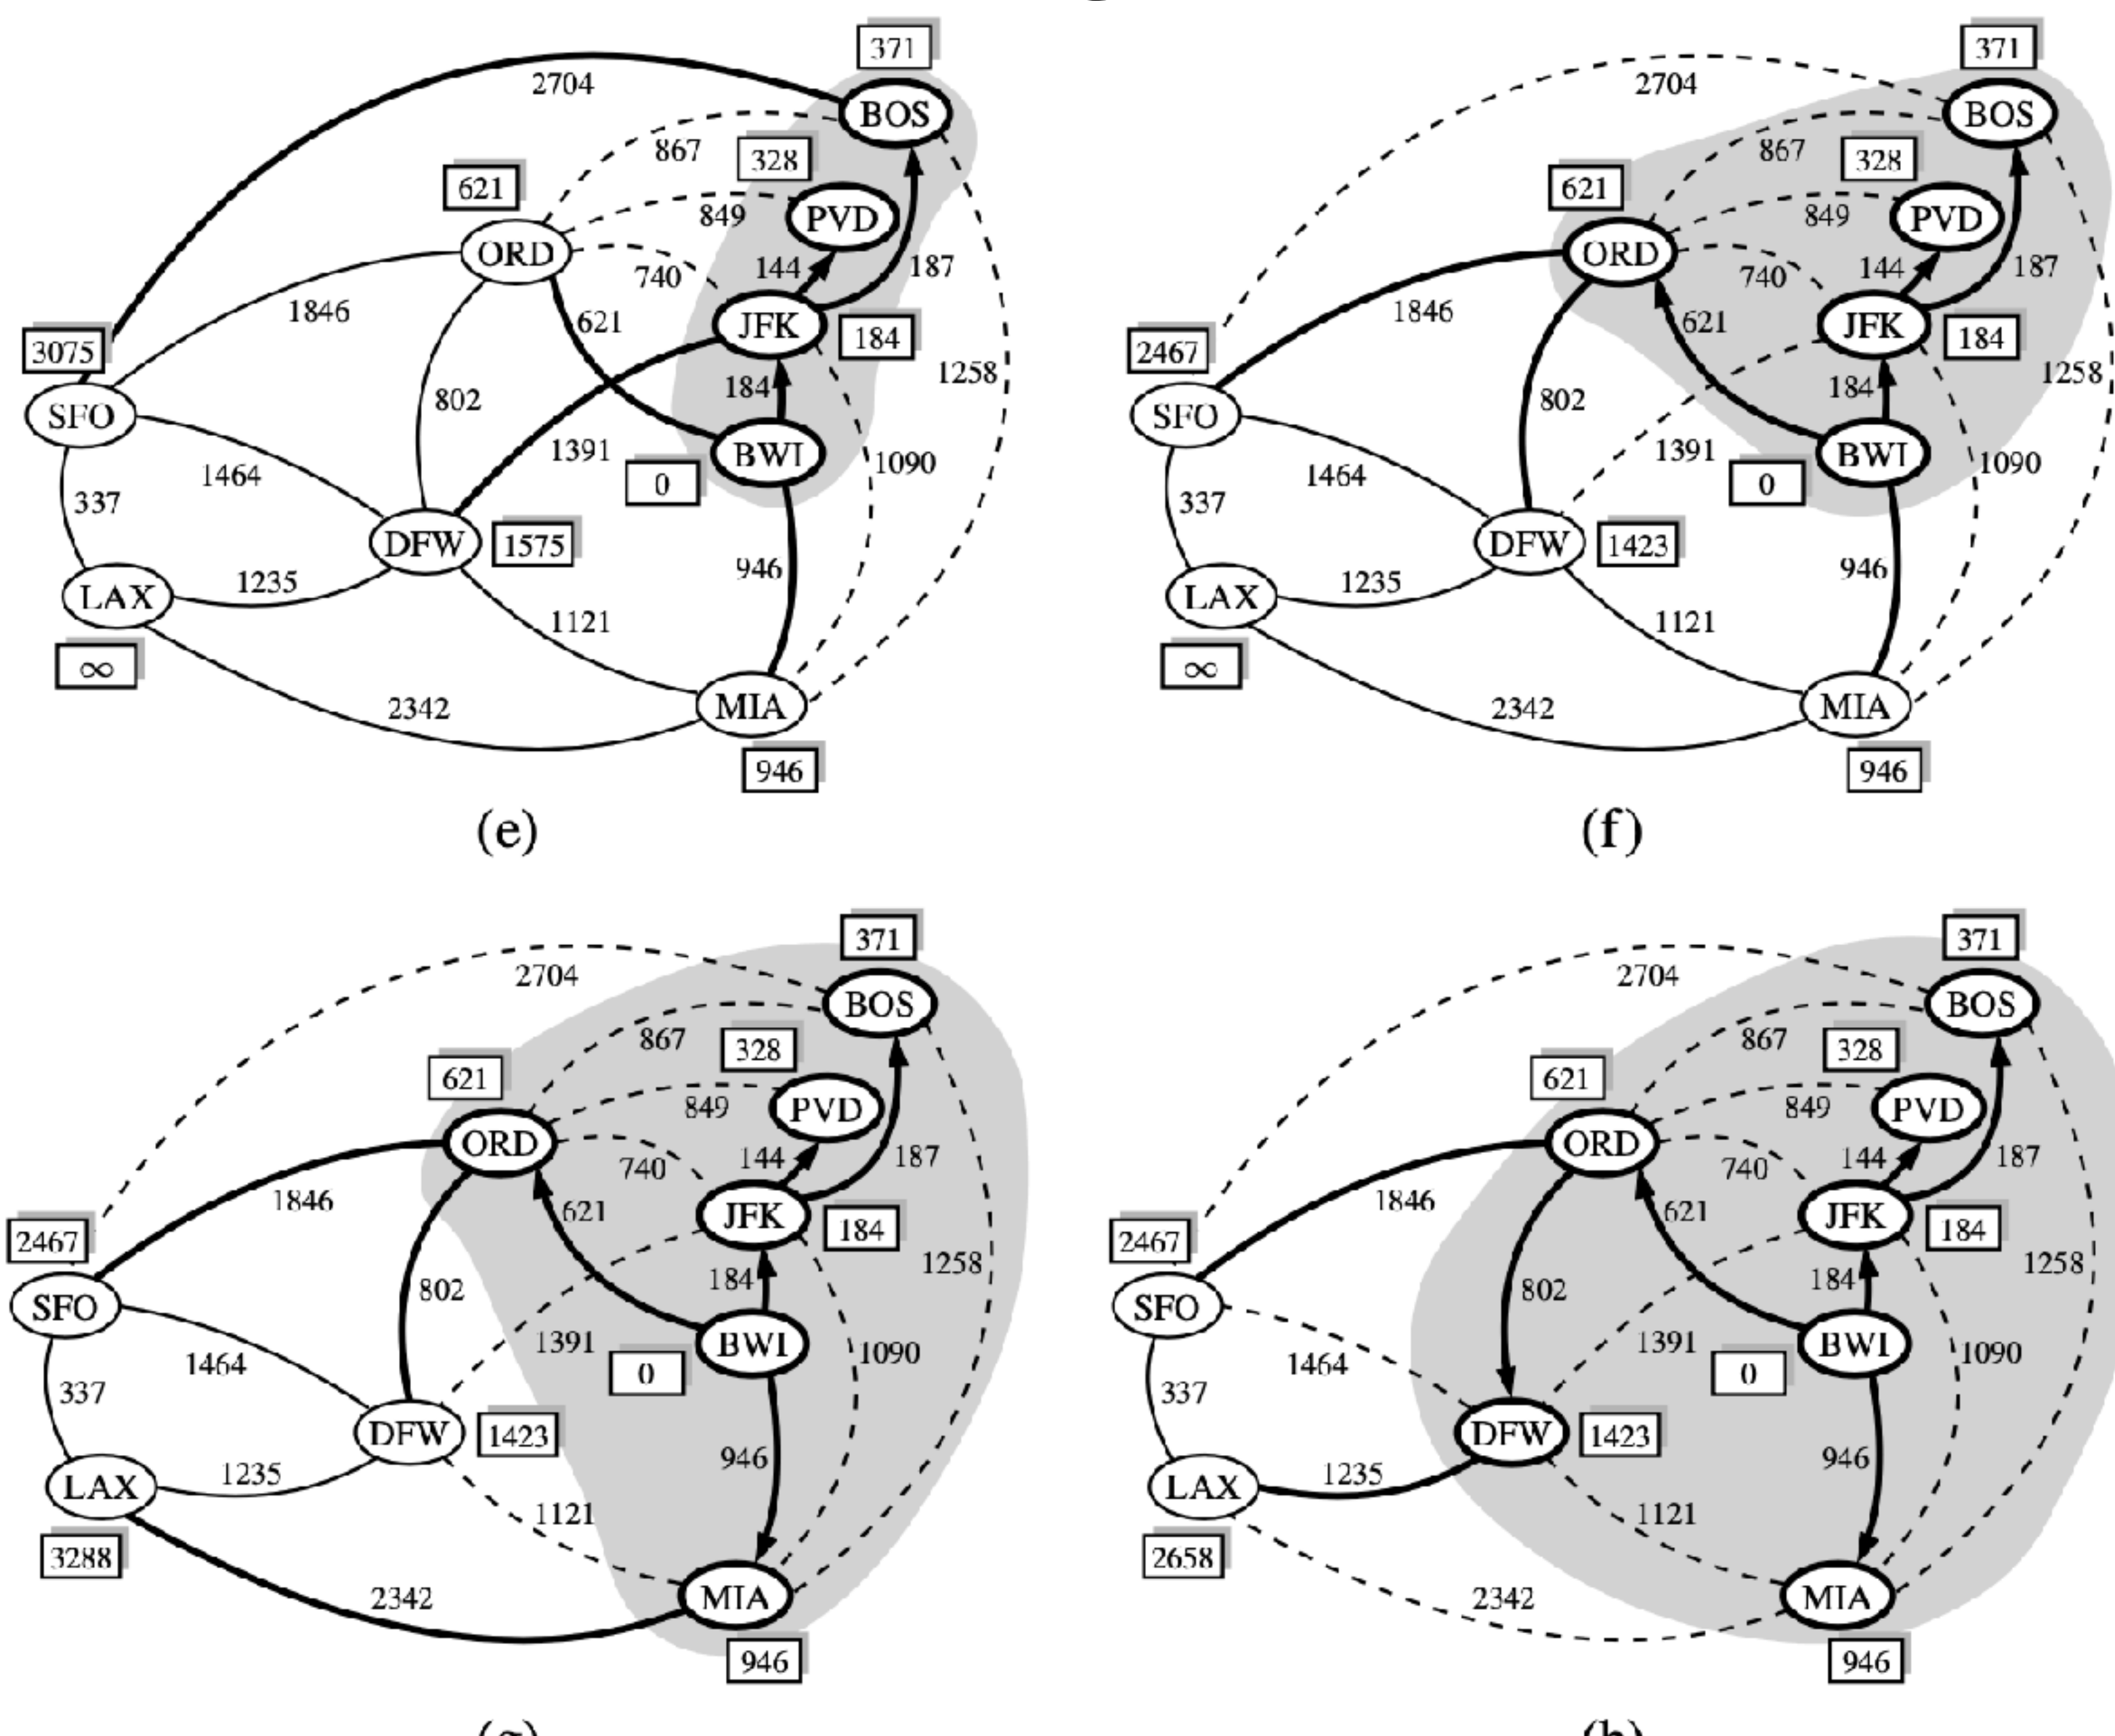 371
2704
BOS
867
328
621
849
PVD
ORD
740
144
187
1846
621
JFK
184
3075
184
1258
SFO
802
1391
BWI
1464
0
1090
337
DFW
1575
946
LAX
1235
1121
∞
2342
MIA
946
(e)
371
2704
BOS
867
328
621
849
PVD
ORD
740
144
187
1846
621
JFK
184
2467
184
1258
SFO
802
1391
BWI
1464
0
1090
337
DFW
1423
946
LAX
1235
1121
∞
2342
MIA
946
(f)
371
2704
BOS
867
328
621
849
PVD
ORD
740
144
187
1846
621
JFK
184
2467
184
1258
SFO
802
1391
BWI
1464
0
1090
337
DFW
1423
946
LAX
1235
1121
3288
2342
MIA
946
(g)
371
2704
BOS
867
328
621
849
PVD
ORD
740
144
187
1846
621
JFK
184
2467
184
1258
SFO
802
1391
BWI
1464
0
1090
337
DFW
1423
946
LAX
1235
1121
2658
2342
MIA
946
(h)